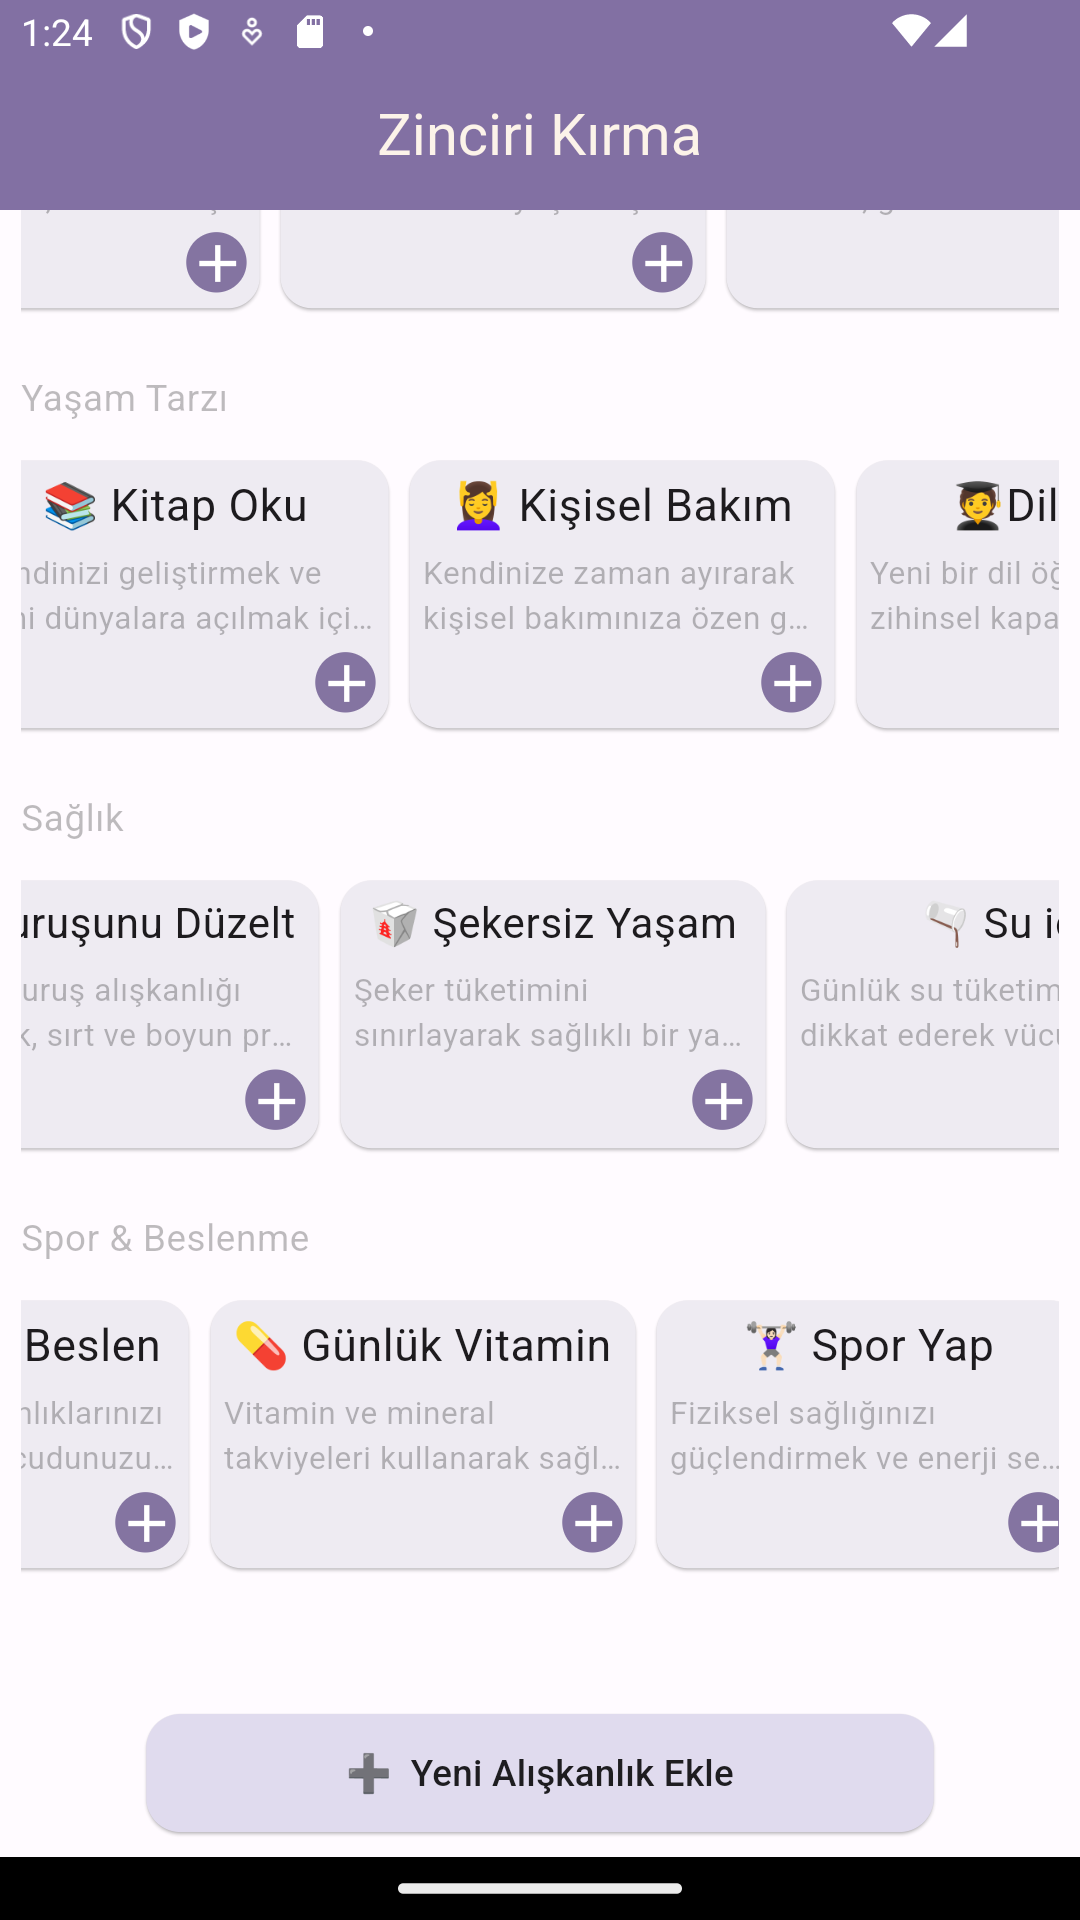 1:24
Zinciri Kırma
Yaşam Tarzı
📚 Kitap Oku
ndinizi geliştirmek ve
ni dünyalara açılmak içi...
💆‍♀️ Kişisel Bakım
Kendinize zaman ayırarak
kişisel bakımınıza özen g...
🧑‍🎓Dil
Yeni bir dil öğ
zihinsel kapa
Sağlık
uruşunu Düzelt
uruş alışkanlığı
k, sırt ve boyun pr...
🥡 Şekersiz Yaşam
Şeker tüketimini
sınırlayarak sağlıklı bir ya...
Su iç
Günlük su tüketim
dikkat ederek vücu
Spor & Beslenme
Beslen
nlıklarınızı
cudunuzu...
💊 Günlük Vitamin
Vitamin ve mineral
takviyeleri kullanarak sağl...
🏋🏻‍♀️ Spor Yap
Fiziksel sağlığınızı
güçlendirmek ve enerji se...
➕ Yeni Alışkanlık Ekle